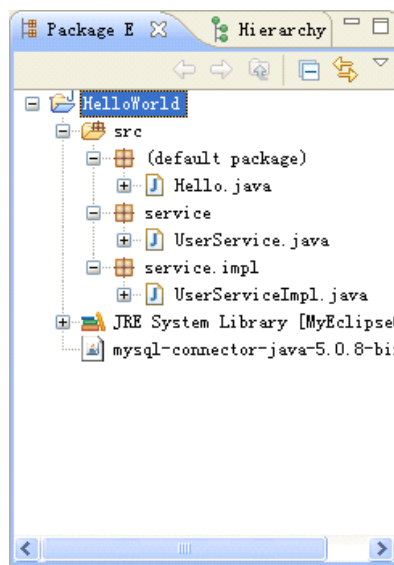 Package E Hierarchy
HelloWorld
src
(default package)
Hello.java
service
UserService.java
service.impl
UserServiceImpl.java
JRE System Library [MyEclipse
mysql-connector-java-5.0.8-bi